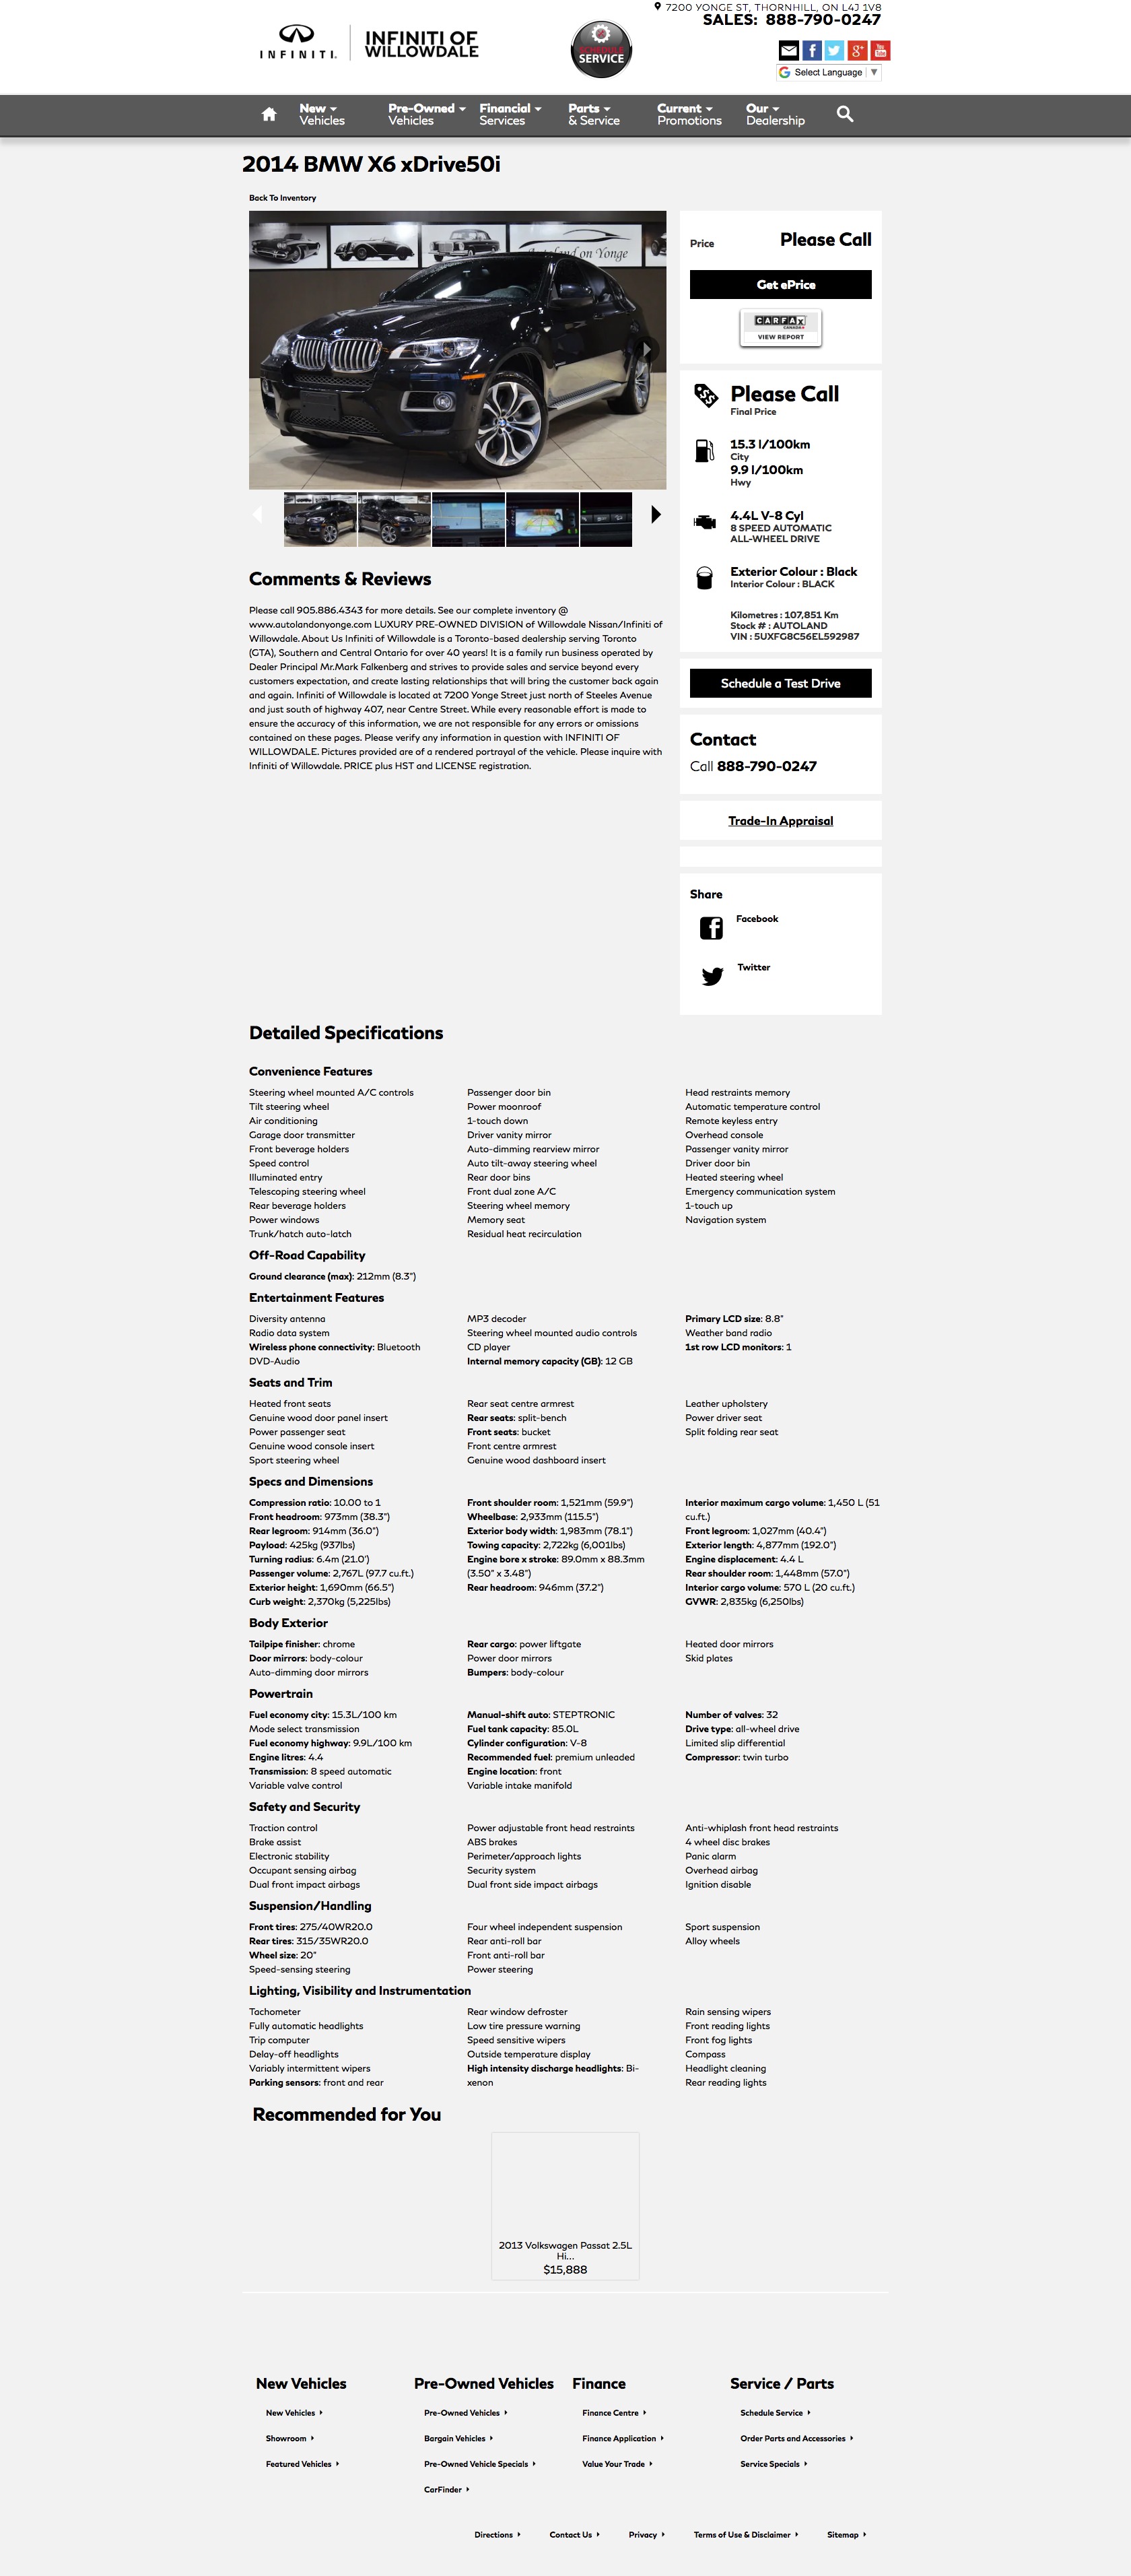 7200 YONGE ST, THORNHILL, ON L4J 1V8
SALES: 888-790-0247
INFINITI.
INFINITI OF
WILLOWDALE
SCHEDULE
SERVICE
Select Language ▼
New
Vehicles
Pre-Owned
Vehicles
Financial
Services
Parts
& Service
Current
Promotions
Our
Dealership
2014 BMW X6 xDrive50i
Back To Inventory
on Yonge
Price
Please Call
Get ePrice
CARFAX
CANADA
VIEW REPORT
Please Call
Final Price
15.3 l/100km
City
9.9 l/100km
Hwy
4.4L V-8 Cyl
8 SPEED AUTOMATIC
ALL-WHEEL DRIVE
Exterior Colour : Black
Interior Colour : BLACK
Kilometres : 107,851 Km
Stock # : AUTOLAND
VIN : 5UXFG8C56EL592987
Schedule a Test Drive
Contact
Call 888-790-0247
Trade-In Appraisal
Share
Facebook
Twitter
Comments & Reviews
Please call 905.886.4343 for more details. See our complete inventory @
www.autolandonyonge.com LUXURY PRE-OWNED DIVISION of Willowdale Nissan/Infiniti of
Willowdale. About Us Infiniti of Willowdale is a Toronto-based dealership serving Toronto
(GTA), Southern and Central Ontario for over 40 years! It is a family run business operated by
Dealer Principal Mr.Mark Falkenberg and strives to provide sales and service beyond every
customers expectation, and create lasting relationships that will bring the customer back again
and again. Infiniti of Willowdale is located at 7200 Yonge Street just north of Steeles Avenue
and just south of highway 407, near Centre Street. While every reasonable effort is made to
ensure the accuracy of this information, we are not responsible for any errors or omissions
contained on these pages. Please verify any information in question with INFINITI OF
WILLOWDALE. Pictures provided are of a rendered portrayal of the vehicle. Please inquire with
Infiniti of Willowdale. PRICE plus HST and LICENSE registration.
Detailed Specifications
Convenience Features
Steering wheel mounted A/C controls
Tilt steering wheel
Air conditioning
Garage door transmitter
Front beverage holders
Speed control
Illuminated entry
Telescoping steering wheel
Rear beverage holders
Power windows
Trunk/hatch auto-latch
Passenger door bin
Power moonroof
1-touch down
Driver vanity mirror
Auto-dimming rearview mirror
Auto tilt-away steering wheel
Rear door bins
Front dual zone A/C
Steering wheel memory
Memory seat
Residual heat recirculation
Head restraints memory
Automatic temperature control
Remote keyless entry
Overhead console
Passenger vanity mirror
Driver door bin
Heated steering wheel
Emergency communication system
1-touch up
Navigation system
Off-Road Capability
Ground clearance (max): 212mm (8.3")
Entertainment Features
Diversity antenna
Radio data system
Wireless phone connectivity: Bluetooth
DVD-Audio
MP3 decoder
Steering wheel mounted audio controls
CD player
Internal memory capacity (GB): 12 GB
Primary LCD size: 8.8"
Weather band radio
1st row LCD monitors: 1
Seats and Trim
Heated front seats
Genuine wood door panel insert
Power passenger seat
Genuine wood console insert
Sport steering wheel
Rear seat centre armrest
Rear seats: split-bench
Front seats: bucket
Front centre armrest
Genuine wood dashboard insert
Leather upholstery
Power driver seat
Split folding rear seat
Specs and Dimensions
Compression ratio: 10.00 to 1
Front headroom: 973mm (38.3")
Rear legroom: 914mm (36.0")
Payload: 425kg (937lbs)
Turning radius: 6.4m (21.0')
Passenger volume: 2,767L (97.7 cu.ft.)
Exterior height: 1,690mm (66.5")
Curb weight: 2,370kg (5,225lbs)
Front shoulder room: 1,521mm (59.9")
Wheelbase: 2,933mm (115.5")
Exterior body width: 1,983mm (78.1")
Towing capacity: 2,722kg (6,001lbs)
Engine bore x stroke: 89.0mm x 88.3mm
(3.50" x 3.48")
Rear headroom: 946mm (37.2")
Interior maximum cargo volume: 1,450 L (51
cu.ft.)
Front legroom: 1,027mm (40.4")
Exterior length: 4,877mm (192.0")
Engine displacement: 4.4 L
Rear shoulder room: 1,448mm (57.0")
Interior cargo volume: 570 L (20 cu.ft.)
GVWR: 2,835kg (6,250lbs)
Body Exterior
Tailpipe finisher: chrome
Door mirrors: body-colour
Auto-dimming door mirrors
Rear cargo: power liftgate
Power door mirrors
Bumpers: body-colour
Heated door mirrors
Skid plates
Powertrain
Fuel economy city: 15.3L/100 km
Mode select transmission
Fuel economy highway: 9.9L/100 km
Engine litres: 4.4
Transmission: 8 speed automatic
Variable valve control
Manual-shift auto: STEPTRONIC
Fuel tank capacity: 85.0L
Cylinder configuration: V-8
Recommended fuel: premium unleaded
Engine location: front
Variable intake manifold
Number of valves: 32
Drive type: all-wheel drive
Limited slip differential
Compressor: twin turbo
Safety and Security
Traction control
Brake assist
Electronic stability
Occupant sensing airbag
Dual front impact airbags
Power adjustable front head restraints
ABS brakes
Perimeter/approach lights
Security system
Dual front side impact airbags
Anti-whiplash front head restraints
4 wheel disc brakes
Panic alarm
Overhead airbag
Ignition disable
Suspension/Handling
Front tires: 275/40WR20.0
Rear tires: 315/35WR20.0
Wheel size: 20"
Speed-sensing steering
Four wheel independent suspension
Rear anti-roll bar
Front anti-roll bar
Power steering
Sport suspension
Alloy wheels
Lighting, Visibility and Instrumentation
Tachometer
Fully automatic headlights
Trip computer
Delay-off headlights
Variably intermittent wipers
Parking sensors: front and rear
Rear window defroster
Low tire pressure warning
Speed sensitive wipers
Outside temperature display
High intensity discharge headlights: Bi-
xenon
Rain sensing wipers
Front reading lights
Front fog lights
Compass
Headlight cleaning
Rear reading lights
Recommended for You
2013 Volkswagen Passat 2.5L
Hi...
$15,888
New Vehicles
New Vehicles
Showroom
Featured Vehicles
Pre-Owned Vehicles
Pre-Owned Vehicles
Bargain Vehicles
Pre-Owned Vehicle Specials
CarFinder
Finance
Finance Centre
Finance Application
Value Your Trade
Service / Parts
Schedule Service
Order Parts and Accessories
Service Specials
Directions
Contact Us
Privacy
Terms of Use & Disclaimer
Sitemap